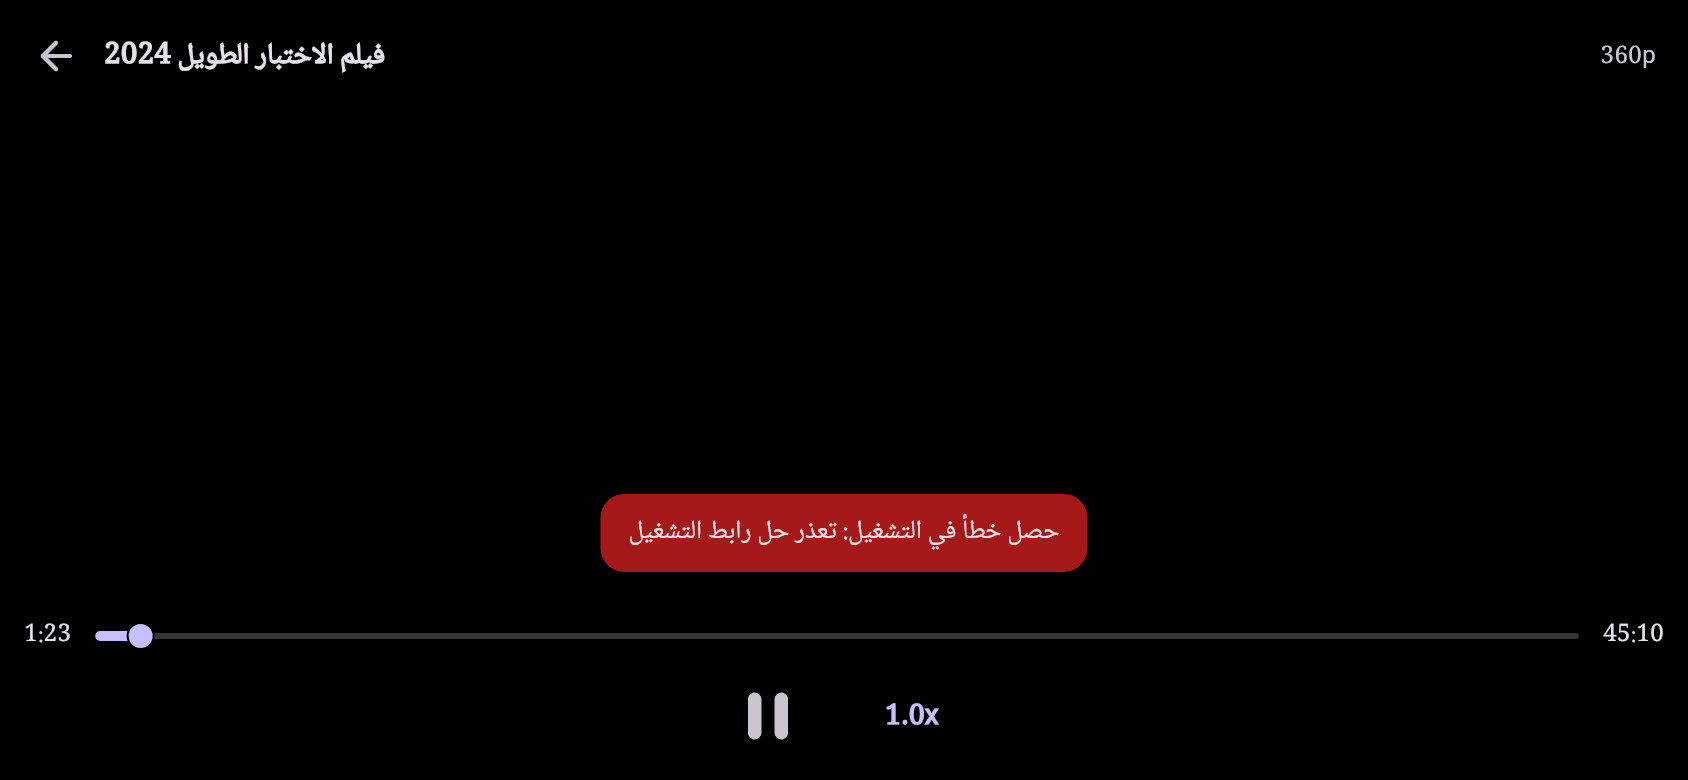 فيلم الاختبار الطويل 2024
360p
حصل خطأ في التشغيل: تعذر حل رابط التشغيل
1:23
45:10
1.0x